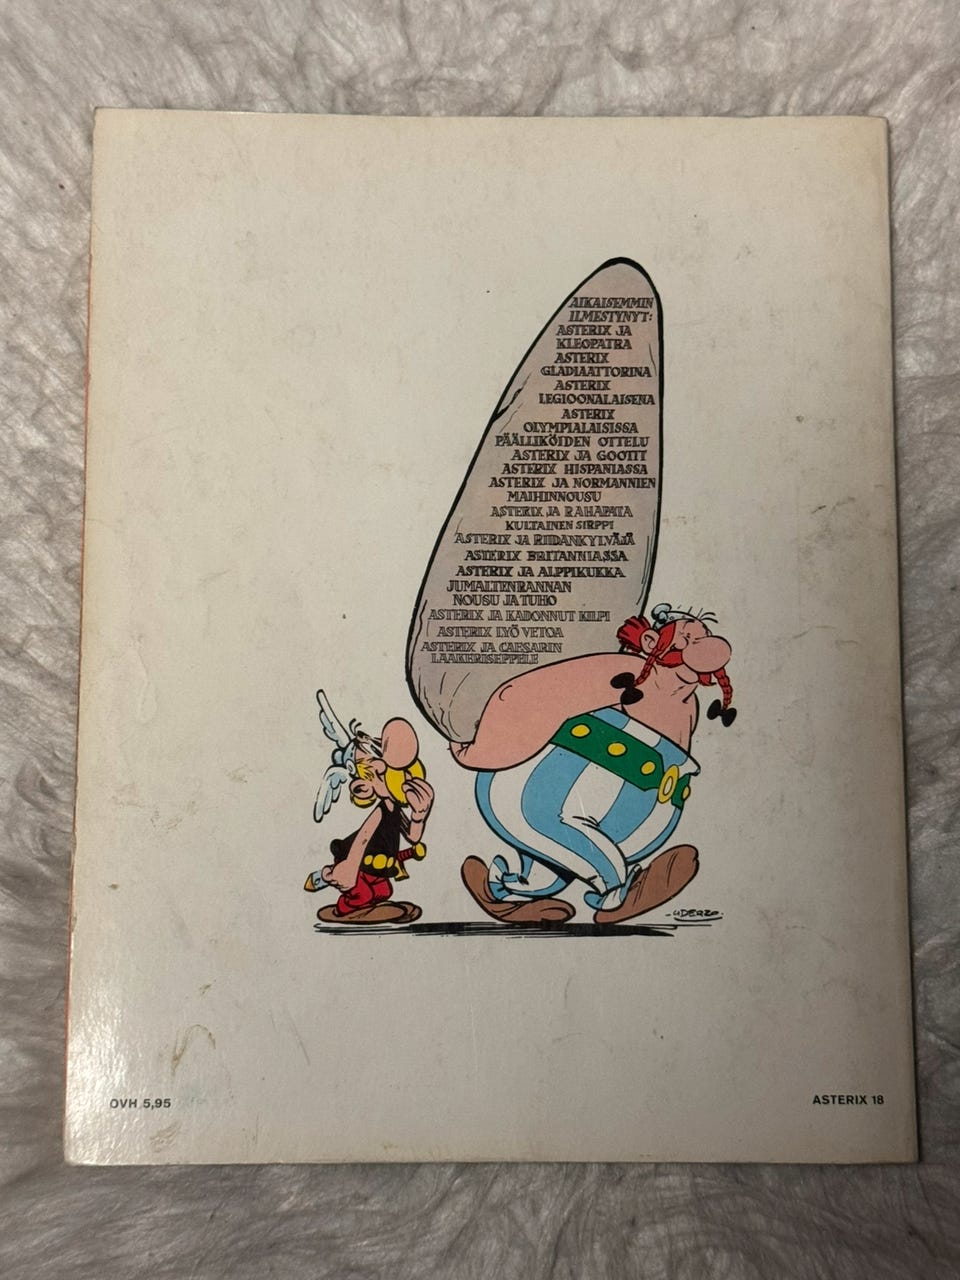 AIKAISEMMIN
ILMESTYNYT:
ASTERIX JA
KLEOPATRA
ASTERIX
GLADIAATTORINA
ASTERIX
LEGIOONALAISENA
ASTERIX
OLYMPIALAISISSA
PÄÄLLIKÖIDEN OTTELU
ASTERIX JA GOOTIT
ASTERIX HISPANIASSA
ASTERIX JA NORMANNIEN
MAIHINNOUSU
ASTERIX JA RAHAPATA
KULTAINEN SIRPPI
ASTERIX JA RIIDANKYLVÄJÄ
ASTERIX BRITANNIASSA
ASTERIX JA ALPPIKUKKA
JUMALTENRANNAN
NOUSU JA TUHO
ASTERIX JA KADONNUT KILPI
ASTERIX LYÖ VETOA
ASTERIX JA CAESARIN
LAAKERISEPPELE
-UDERZO-
OVH 5,95
ASTERIX 18